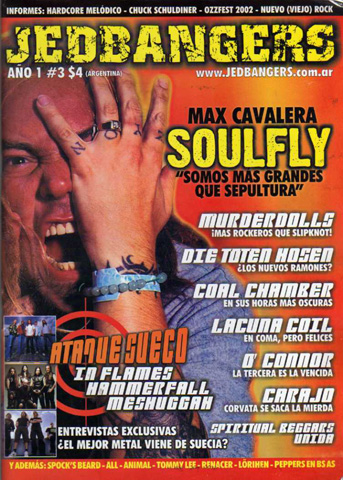 INFORMES: HARDCORE MELÓDICO - CHUCK SCHULDINER - OZZFEST 2002 - NUEVO (VIEJO) ROCK
JEDBANGERS
AÑO 1 #3 $4 (ARGENTINA)
www.JEDBANGERS.com.ar
MAX CAVALERA
SOULFLY
"SOMOS MAS GRANDES
QUE SEPULTURA"
MURDERDOLLS
¡MAS ROCKEROS QUE SLIPKNOT!
DIE TOTEN HOSEN
¿LOS NUEVOS RAMONES?
COAL CHAMBER
EN SUS HORAS MAS OSCURAS
LACUNA COIL
EN COMA, PERO FELICES
O' CONNOR
LA TERCERA ES LA VENCIDA
CARAJO
CORVATA SE SACA LA MIERDA
SPIRITUAL BEGGARS
UNIDA
ATAQUE SUECO
IN FLAMES
HAMMERFALL
MESHUGGAH
ENTREVISTAS EXCLUSIVAS
¿EL MEJOR METAL VIENE DE SUECIA?
Y ADEMÁS: SPOCK'S BEARD - ALL - ANIMAL - TOMMY LEE - RENACER - LÖRIHEN - PEPPERS EN BS AS